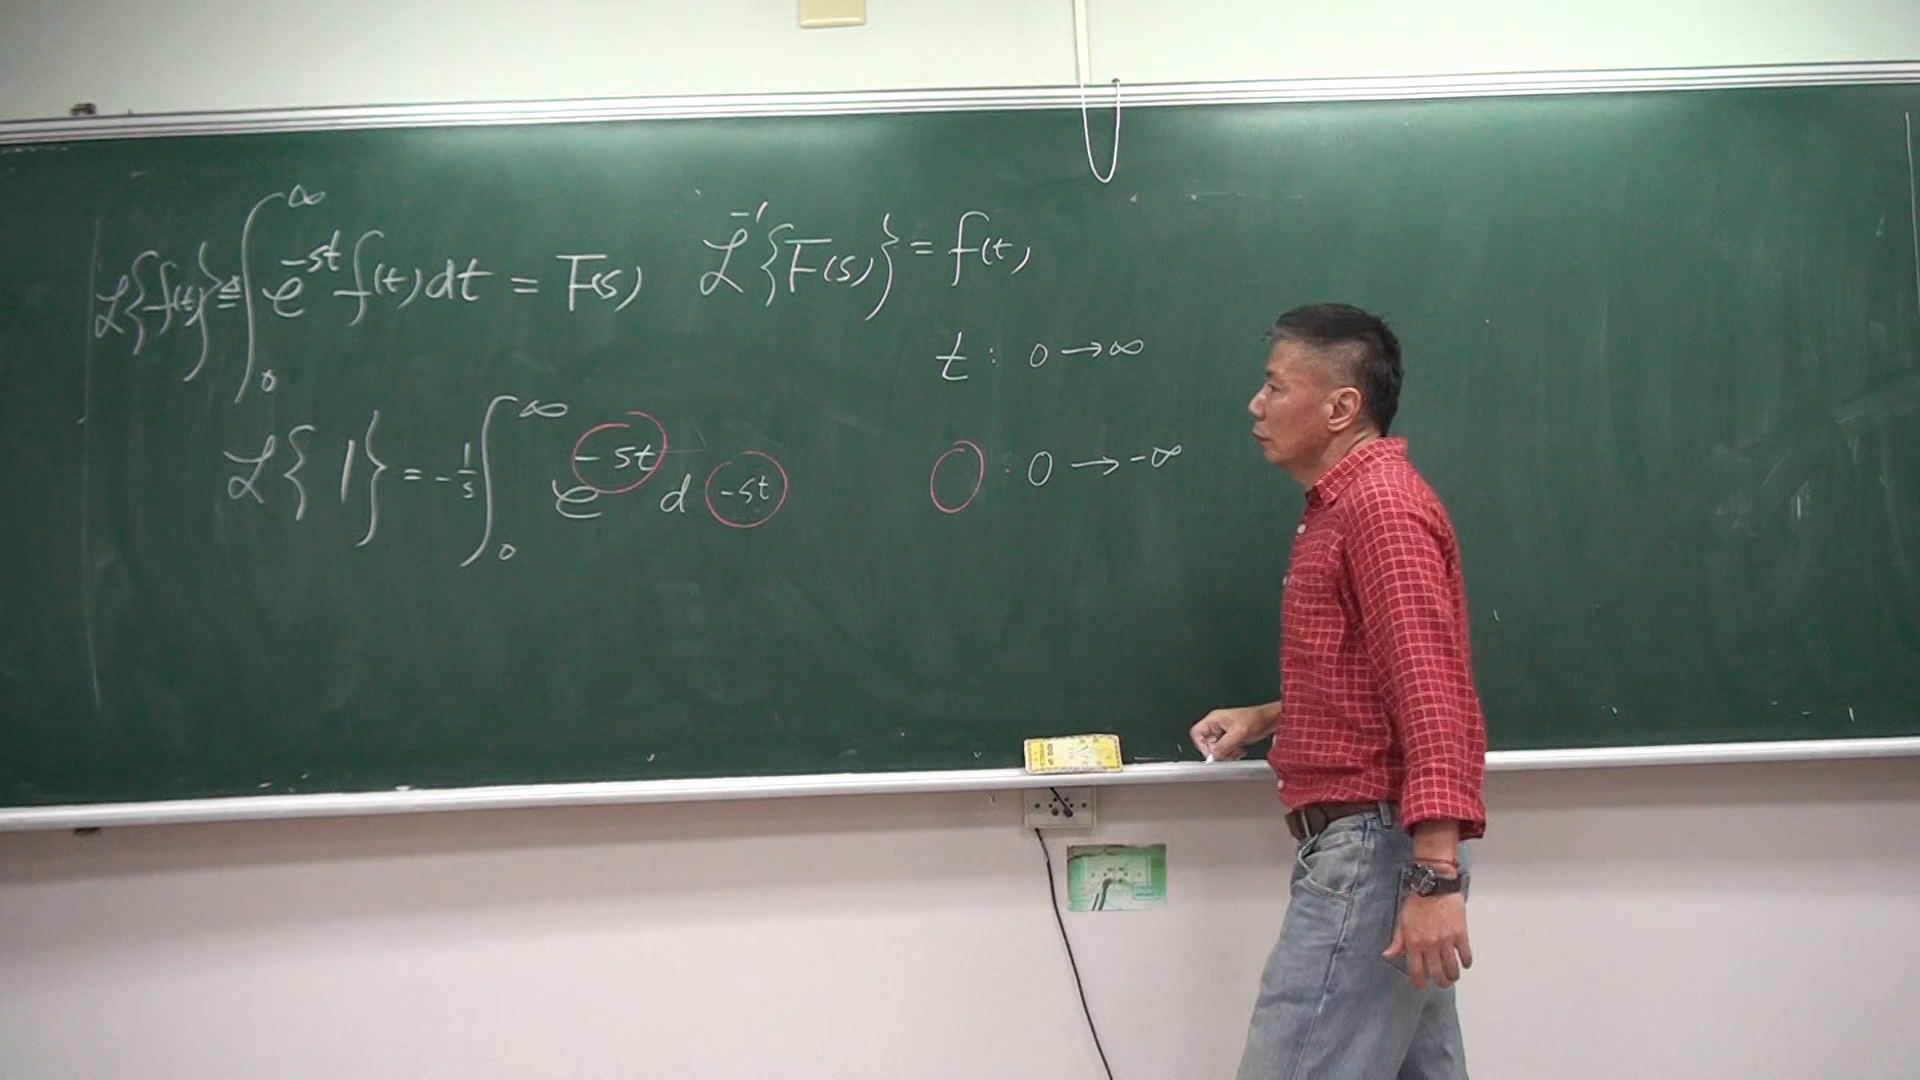 ℒ{f(t)} ≜ ∫₀^∞ e^{-st} f(t) dt = F(s)    ℒ^{-1}{F(s)} = f(t)
t : 0 → ∞
ℒ{1} = -1/s ∫₀^∞ e^{-st} d -st    ◯ : 0 → -∞